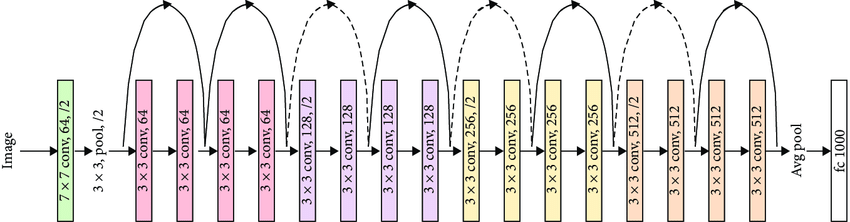 Image
7 × 7 conv, 64, /2
3 × 3, pool, /2
3 × 3 conv, 64
3 × 3 conv, 64
3 × 3 conv, 64
3 × 3 conv, 64
3 × 3 conv, 128, /2
3 × 3 conv, 128
3 × 3 conv, 128
3 × 3 conv, 128
3 × 3 conv, 256, /2
3 × 3 conv, 256
3 × 3 conv, 256
3 × 3 conv, 256
3 × 3 conv, 512, /2
3 × 3 conv, 512
3 × 3 conv, 512
3 × 3 conv, 512
Avg pool
fc 1000